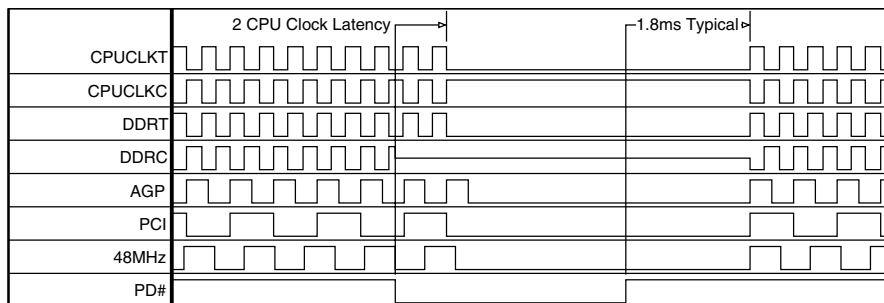 2 CPU Clock Latency
1.8ms Typical
CPUCLKT
CPUCLKC
DDRT
DDRC
AGP
PCI
48MHz
PD#